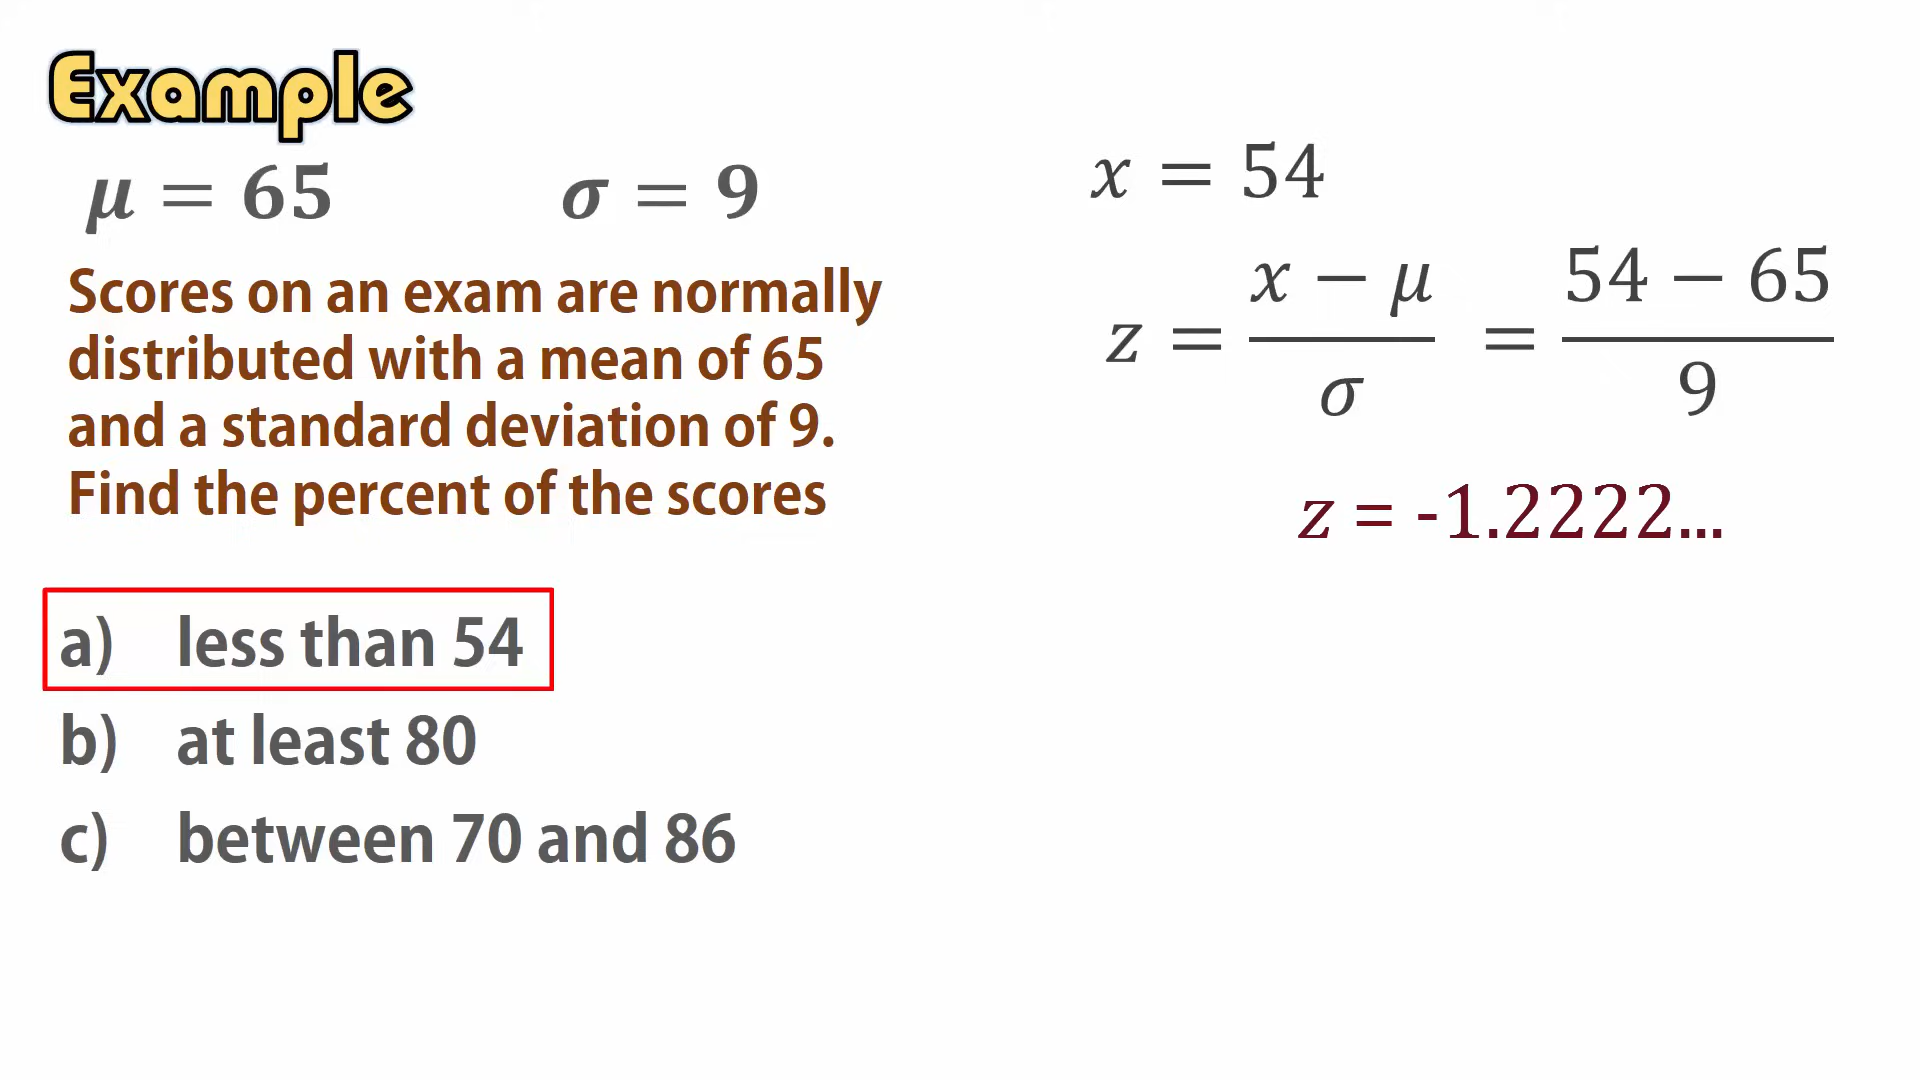 Example
μ = 65 σ = 9
Scores on an exam are normally
distributed with a mean of 65
and a standard deviation of 9.
Find the percent of the scores
a) less than 54
b) at least 80
c) between 70 and 86
x = 54
z = (x − μ)/σ = (54 − 65)/9
z = -1.2222...